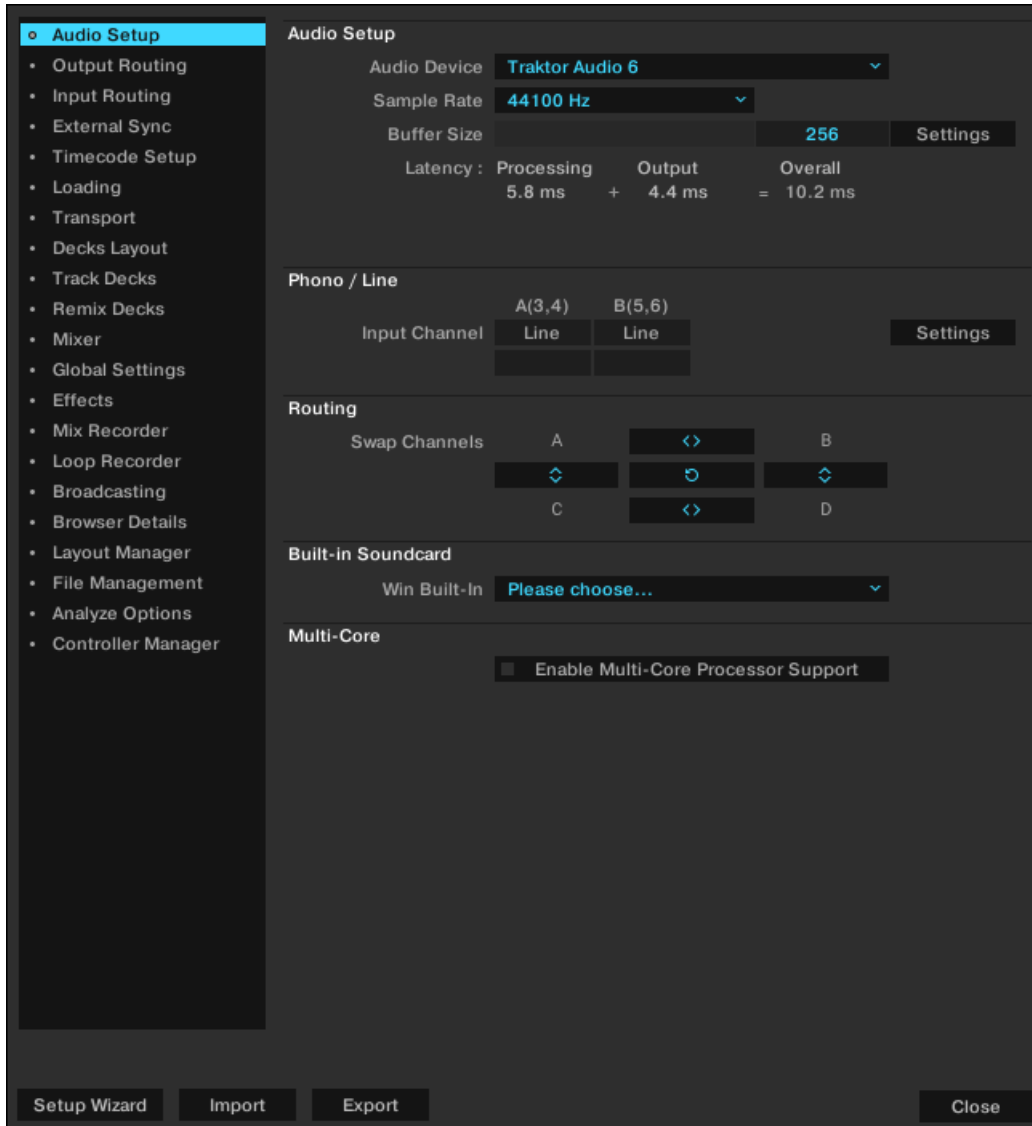 Audio Setup
Output Routing
Input Routing
External Sync
Timecode Setup
Loading
Transport
Decks Layout
Track Decks
Remix Decks
Mixer
Global Settings
Effects
Mix Recorder
Loop Recorder
Broadcasting
Browser Details
Layout Manager
File Management
Analyze Options
Controller Manager
Audio Setup
Audio Device Traktor Audio 6
Sample Rate 44100 Hz
Buffer Size 256 Settings
Latency : Processing Output Overall
5.8 ms + 4.4 ms = 10.2 ms
Phono / Line
A(3,4) B(5,6)
Input Channel Line Line Settings
Routing
Swap Channels A <> B
C <> D
Built-in Soundcard
Win Built-In Please choose...
Multi-Core
Enable Multi-Core Processor Support
Setup Wizard Import Export Close